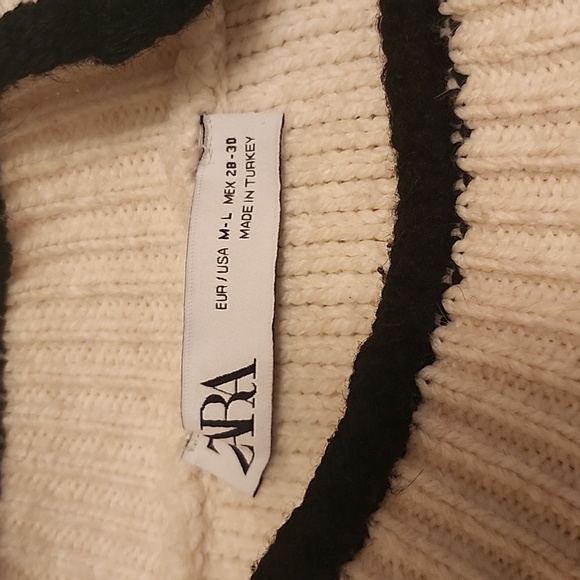 ZARA
EUR / USA M - L MEX 28 - 30
MADE IN TURKEY